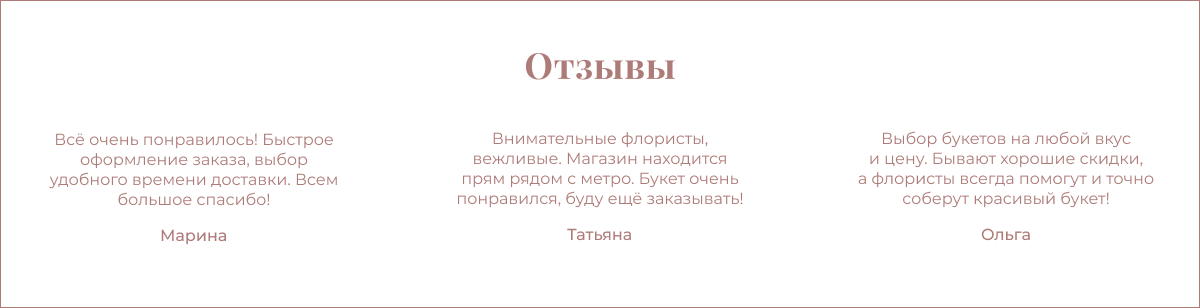 Отзывы
Всё очень понравилось! Быстрое
оформление заказа, выбор
удобного времени доставки. Всем
большое спасибо!
Марина
Внимательные флористы,
вежливые. Магазин находится
прям рядом с метро. Букет очень
понравился, буду ещё заказывать!
Татьяна
Выбор букетов на любой вкус
и цену. Бывают хорошие скидки,
а флористы всегда помогут и точно
соберут красивый букет!
Ольга